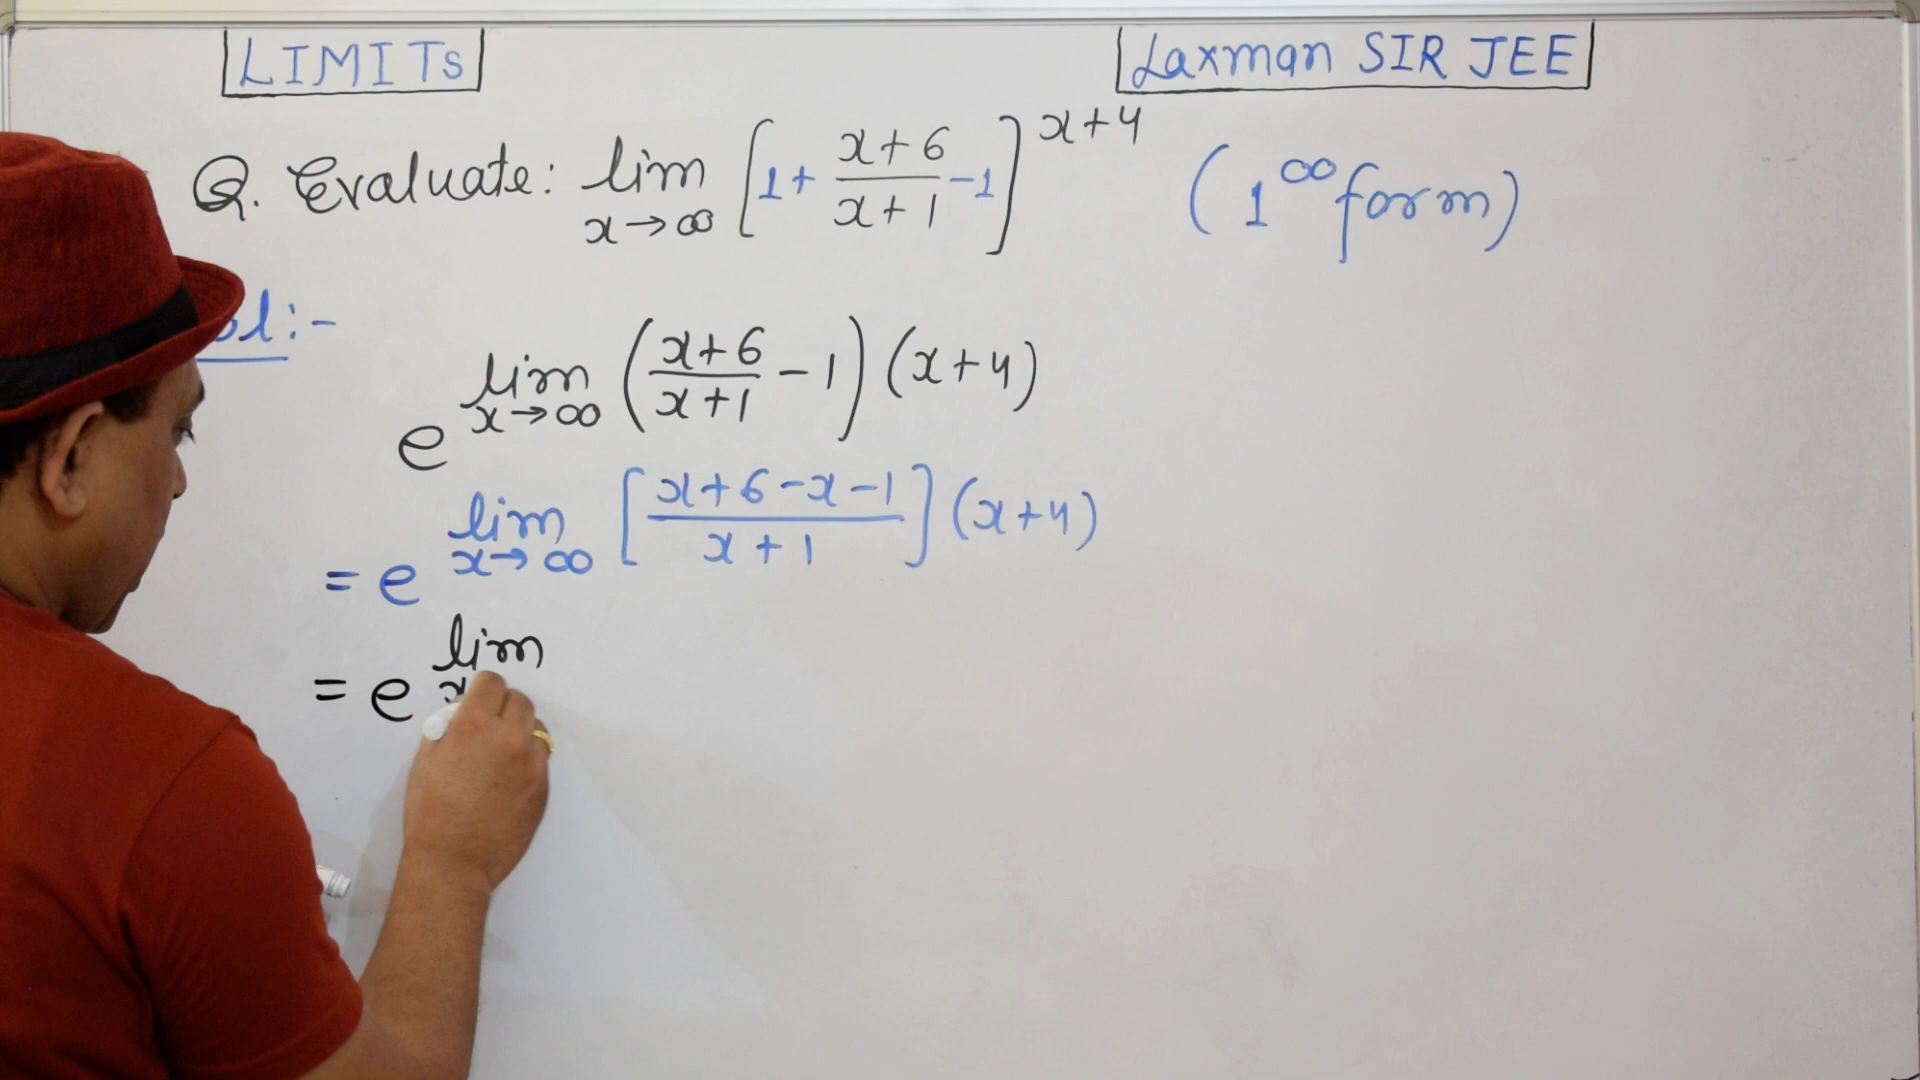 LIMITs
Laxman SIR JEE
Q. Evaluate: lim x→∞ [1 + (x+6)/(x+1) - 1]^(x+4) (1^∞ form)
ol:-
e^(lim x→∞ ((x+6)/(x+1) - 1)(x+4))
= e^(lim x→∞ [(x+6-x-1)/(x+1)](x+4))
= e^(lim x